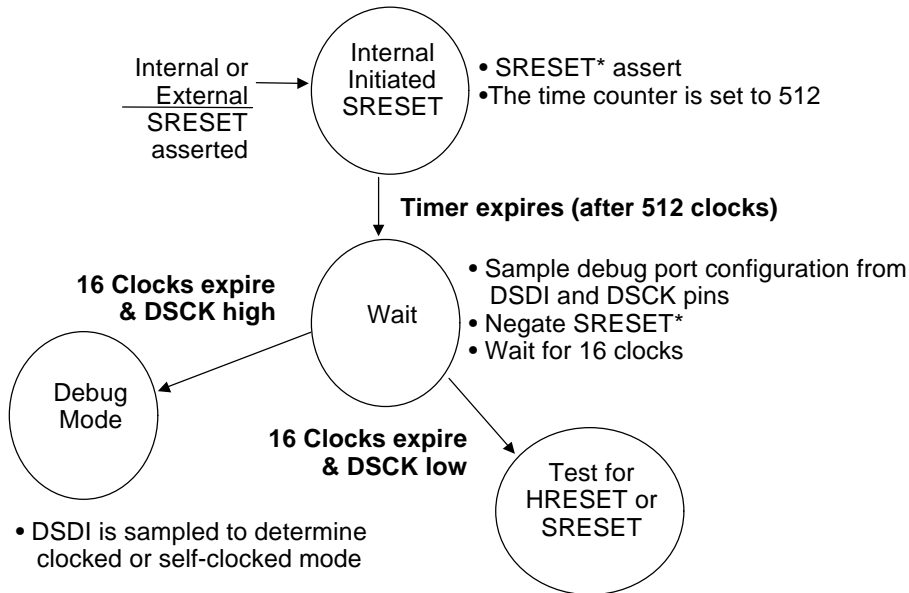 Internal or
External
SRESET
asserted
Internal
Initiated
SRESET
• SRESET* assert
•The time counter is set to 512
Timer expires (after 512 clocks)
16 Clocks expire
& DSCK high
Wait
• Sample debug port configuration from
DSDI and DSCK pins
• Negate SRESET*
• Wait for 16 clocks
Debug
Mode
16 Clocks expire
& DSCK low
Test for
HRESET or
SRESET
• DSDI is sampled to determine
clocked or self-clocked mode